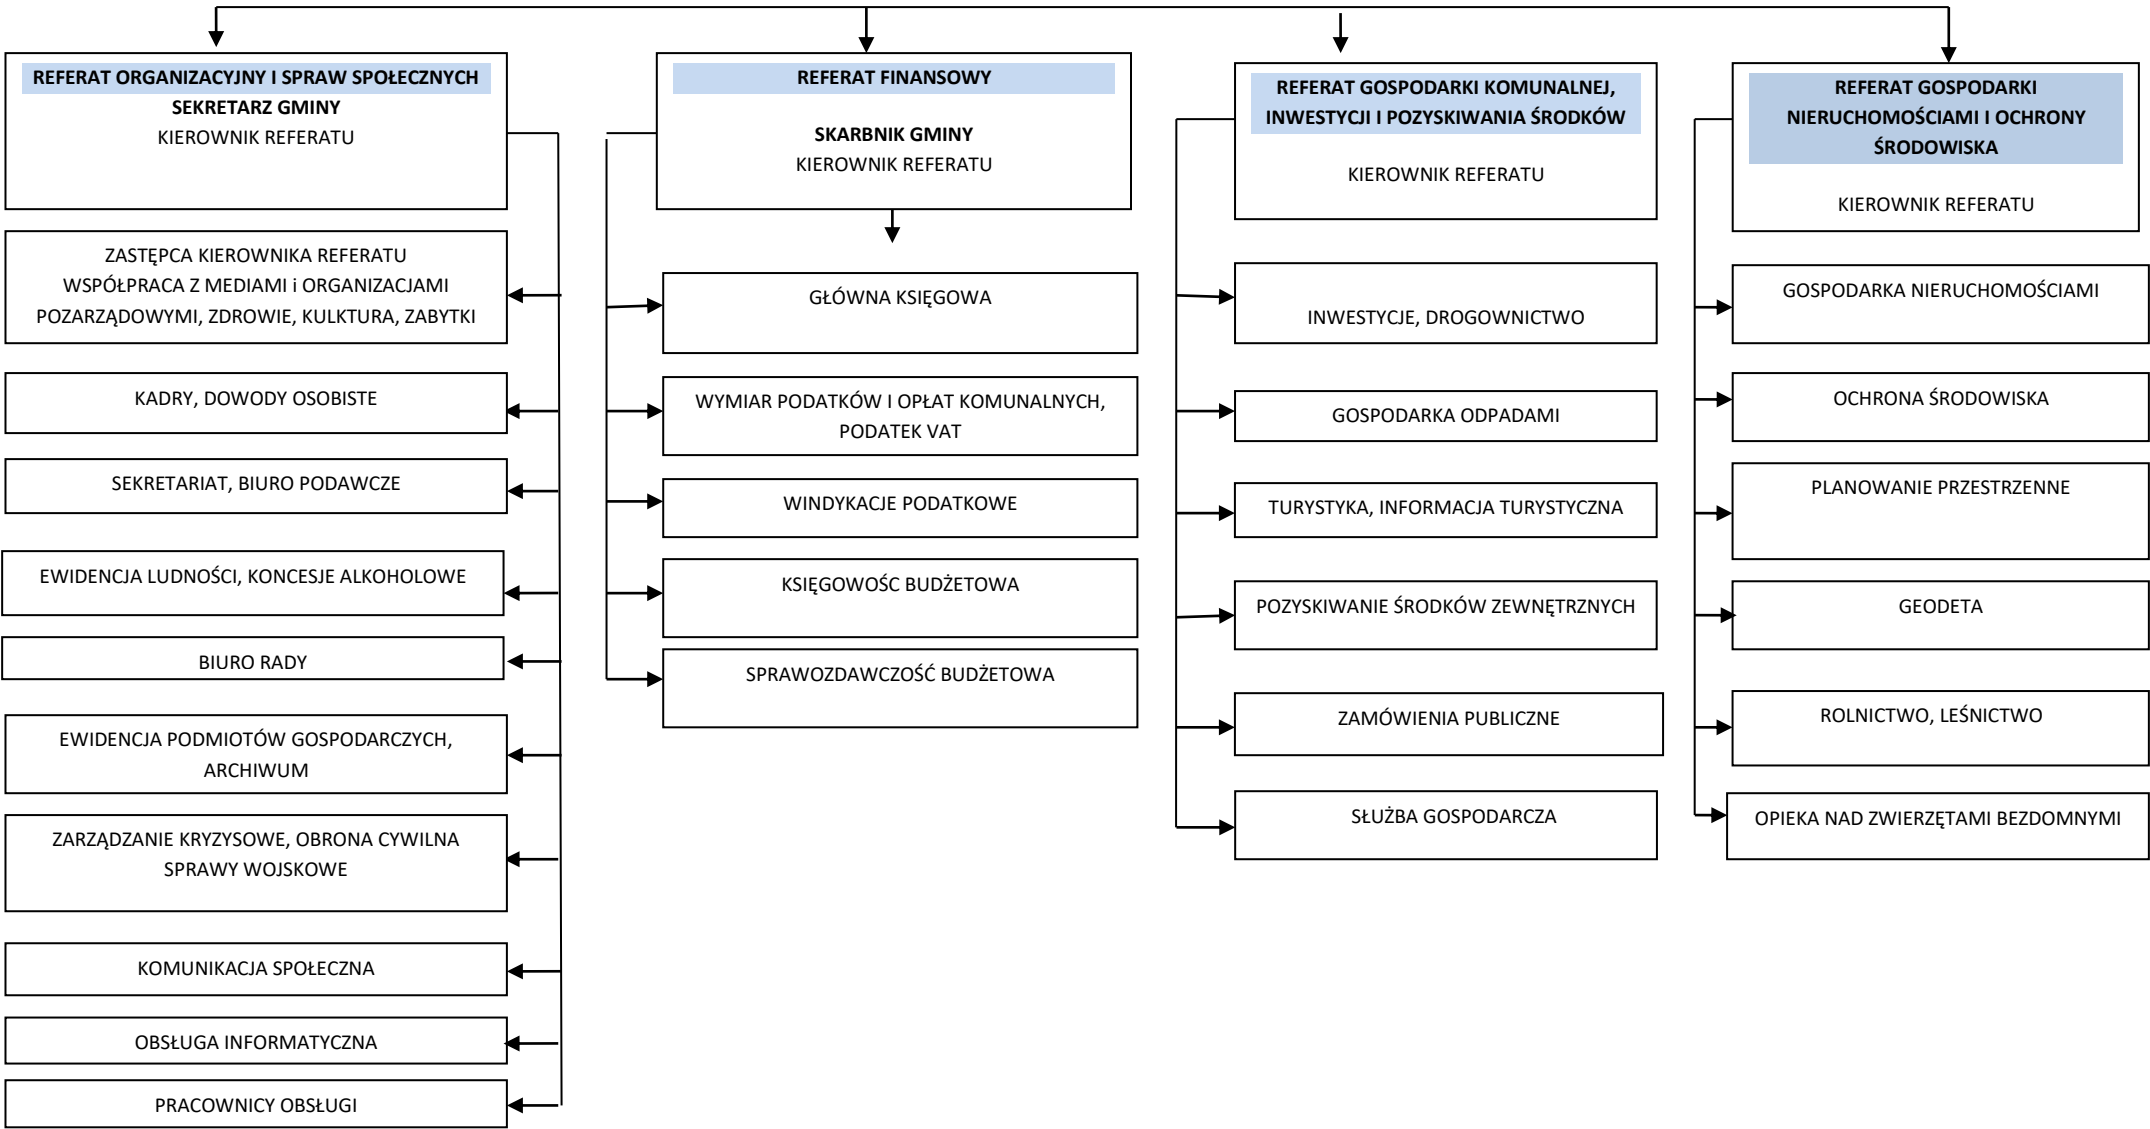 REFERAT ORGANIZACYJNY I SPRAW SPOŁECZNYCH
SEKRETARZ GMINY
KIEROWNIK REFERATU
ZASTĘPCA KIEROWNIKA REFERATU
WSPÓŁPRACA Z MEDIAMI i ORGANIZACJAMI
POZARZĄDOWYMI, ZDROWIE, KULKTURA, ZABYTKI
KADRY, DOWODY OSOBISTE
SEKRETARIAT, BIURO PODAWCZE
EWIDENCJA LUDNOŚCI, KONCESJE ALKOHOLOWE
BIURO RADY
EWIDENCJA PODMIOTÓW GOSPODARCZYCH,
ARCHIWUM
ZARZĄDZANIE KRYZYSOWE, OBRONA CYWILNA
SPRAWY WOJSKOWE
KOMUNIKACJA SPOŁECZNA
OBSŁUGA INFORMATYCZNA
PRACOWNICY OBSŁUGI
REFERAT FINANSOWY
SKARBNIK GMINY
KIEROWNIK REFERATU
GŁÓWNA KSIĘGOWA
WYMIAR PODATKÓW I OPŁAT KOMUNALNYCH,
PODATEK VAT
WINDYKACJE PODATKOWE
KSIĘGOWOŚC BUDŻETOWA
SPRAWOZDAWCZOŚĆ BUDŻETOWA
REFERAT GOSPODARKI KOMUNALNEJ,
INWESTYCJI I POZYSKIWANIA ŚRODKÓW
KIEROWNIK REFERATU
INWESTYCJE, DROGOWNICTWO
GOSPODARKA ODPADAMI
TURYSTYKA, INFORMACJA TURYSTYCZNA
POZYSKIWANIE ŚRODKÓW ZEWNĘTRZNYCH
ZAMÓWIENIA PUBLICZNE
SŁUŻBA GOSPODARCZA
REFERAT GOSPODARKI
NIERUCHOMOŚCIAMI I OCHRONY
ŚRODOWISKA
KIEROWNIK REFERATU
GOSPODARKA NIERUCHOMOŚCIAMI
OCHRONA ŚRODOWISKA
PLANOWANIE PRZESTRZENNE
GEODETA
ROLNICTWO, LEŚNICTWO
OPIEKA NAD ZWIERZĘTAMI BEZDOMNYMI